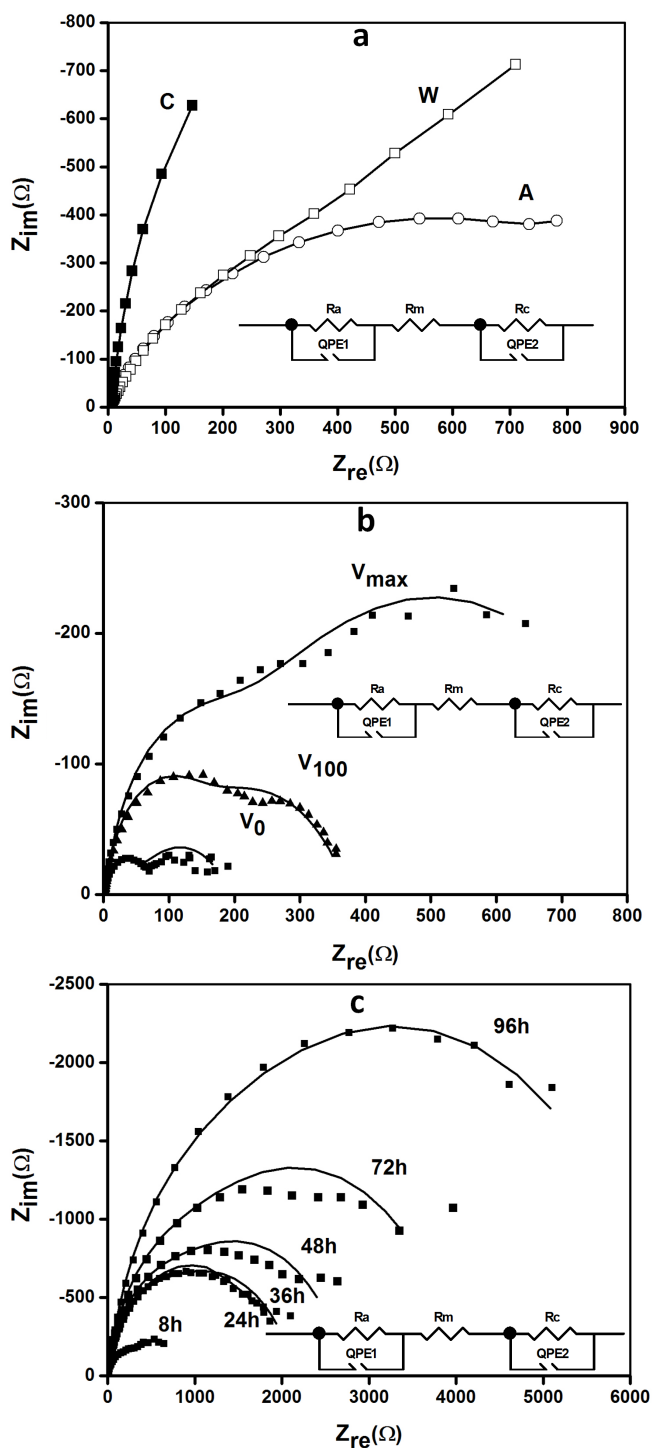 a
-800
-700
-600
-500
-400
-300
-200
-100
0
C
W
A
Ra Rm Rc
QPE1 QPE2
0 100 200 300 400 500 600 700 800 900
Zim(Ω)
Zre(Ω)
b
-300
-200
-100
0
Vmax
V100
V0
Ra Rm Rc
QPE1 QPE2
0 100 200 300 400 500 600 700 800
Zim(Ω)
Zre(Ω)
c
-2500
-2000
-1500
-1000
-500
0
96h
72h
48h
36h
24h
8h
Ra Rm Rc
QPE1 QPE2
0 1000 2000 3000 4000 5000 6000
Zim(Ω)
Zre(Ω)